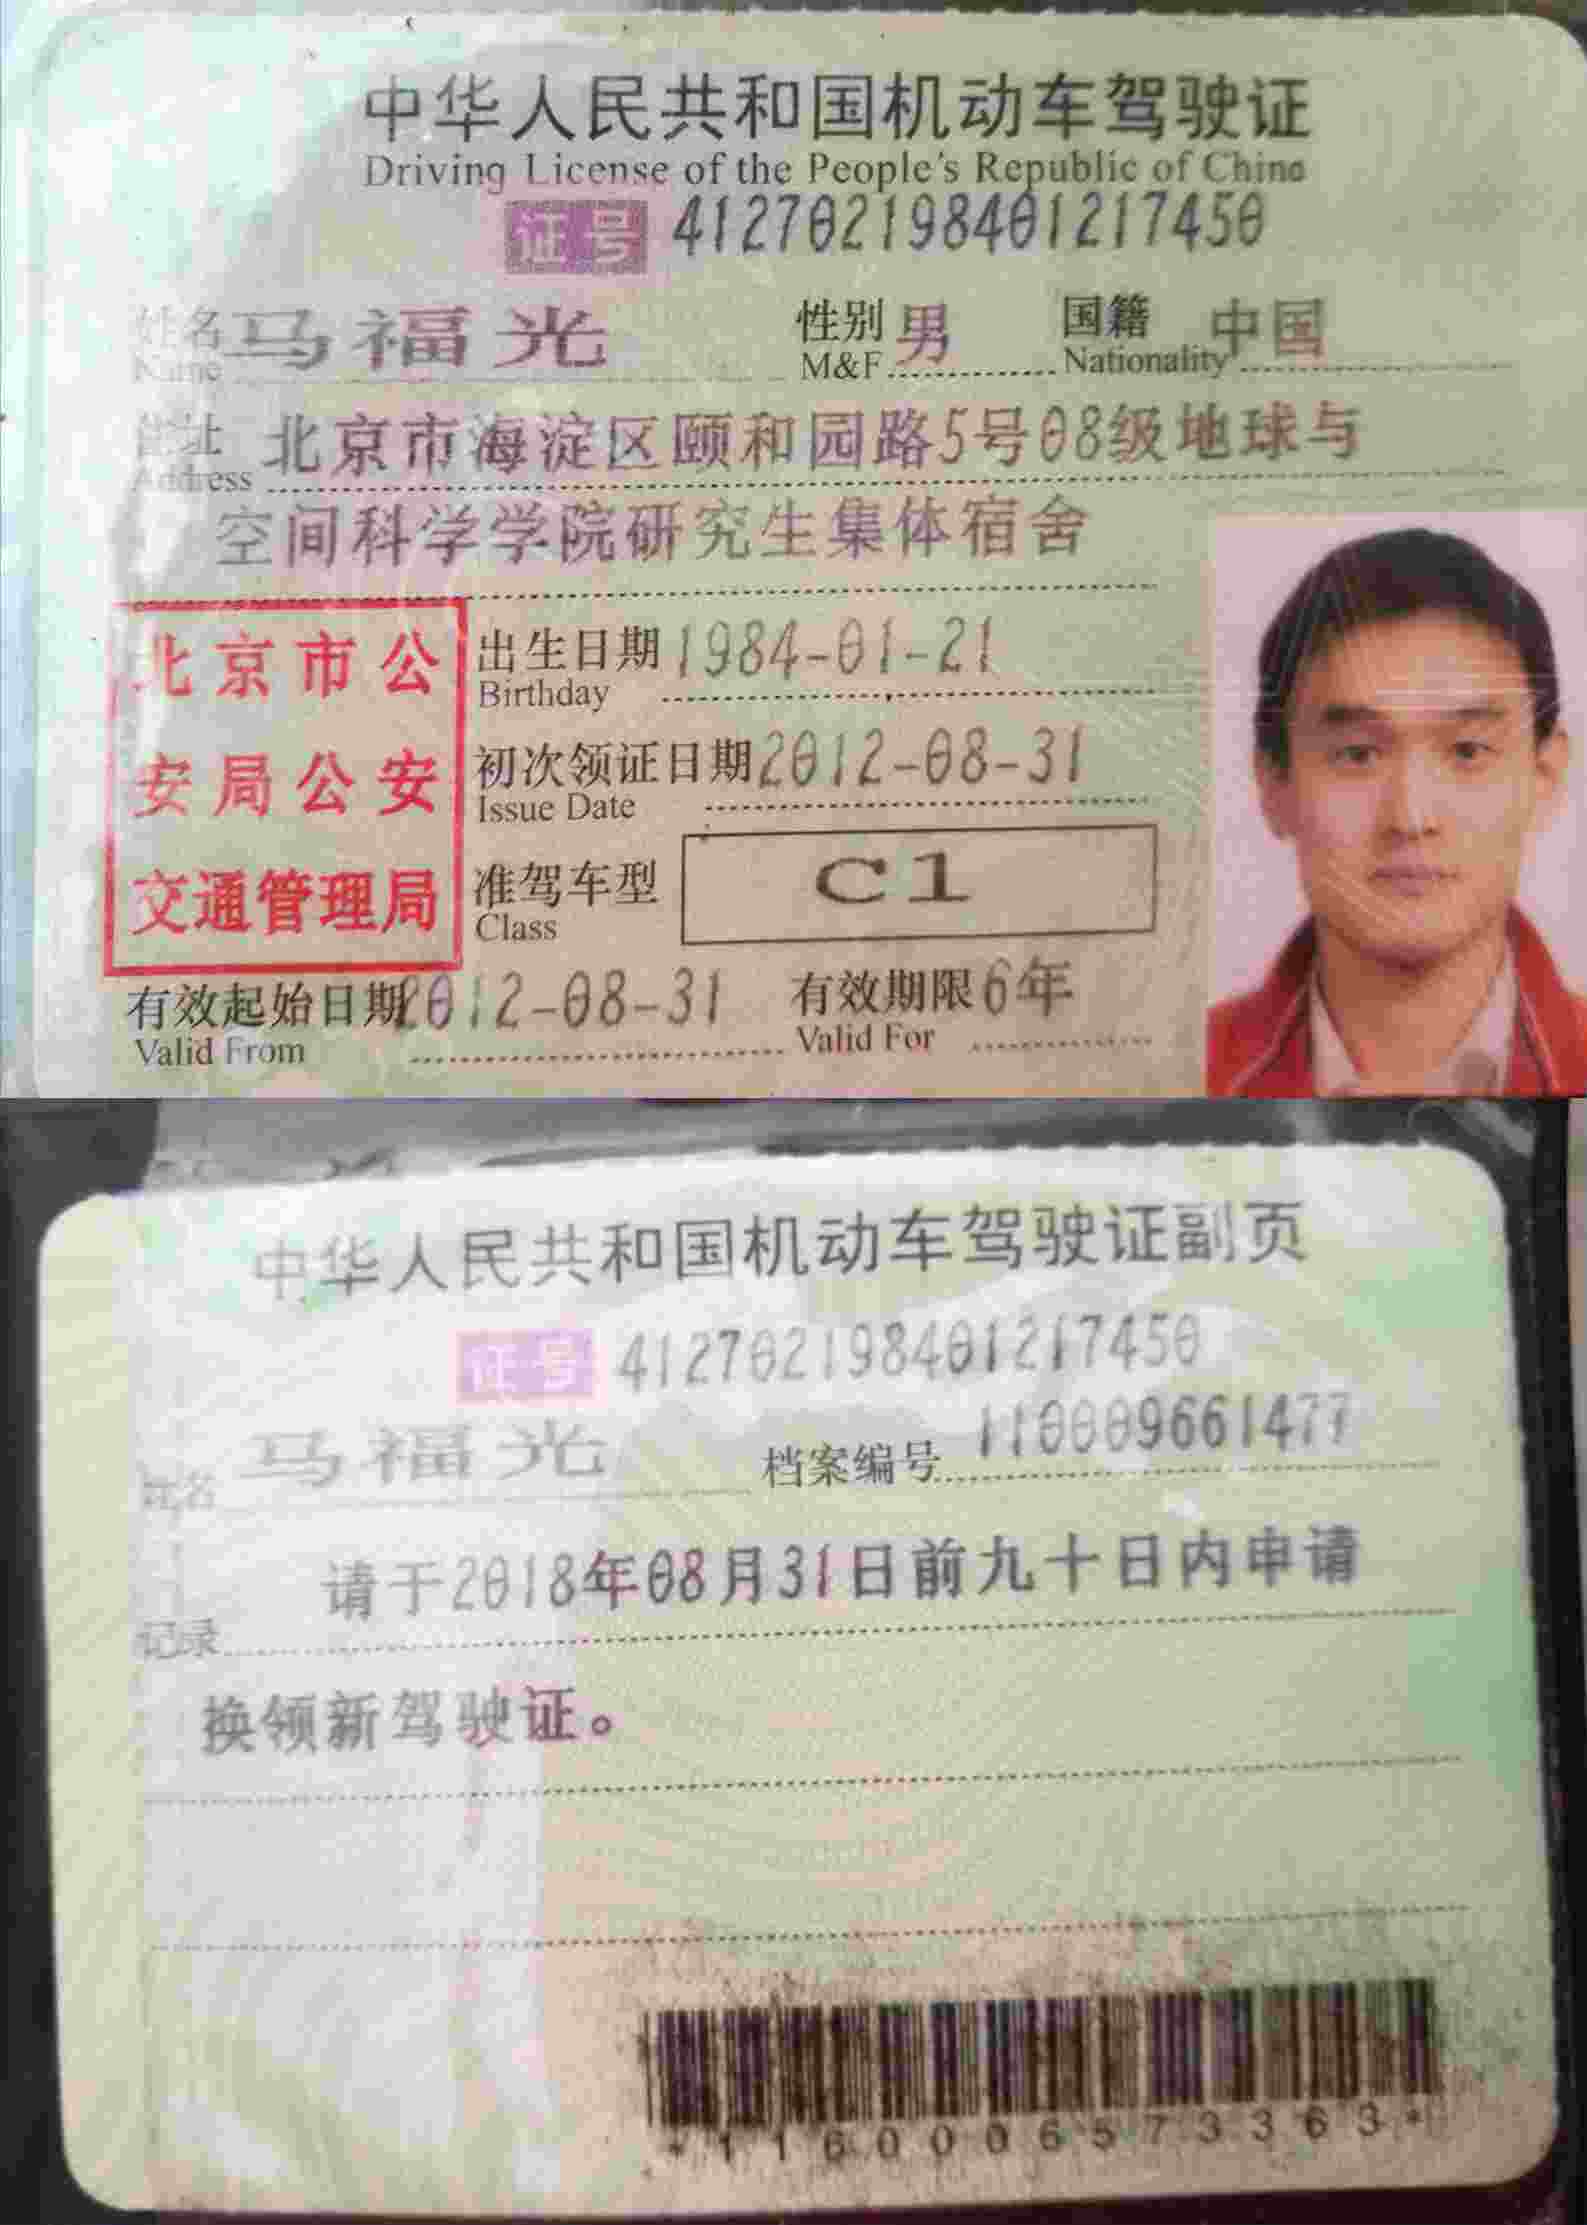 中华人民共和国机动车驾驶证
Driving License of the People's Republic of China
证号 412702198401217450
姓名 马福光 性别 男 国籍 中国
Name M&F Nationality
住址 北京市海淀区颐和园路5号08级地球与
Address
空间科学学院研究生集体宿舍
北京市公
安局公安
交通管理局
出生日期 1984-01-21
Birthday
初次领证日期 2012-08-31
Issue Date
准驾车型 C1
Class
有效起始日期 2012-08-31 有效期限 6年
Valid From Valid For
中华人民共和国机动车驾驶证副页
证号 412702198401217450
姓名 马福光 档案编号 110009661477
请于2018年08月31日前九十日内申请
记录
换领新驾驶证。
*1160006573363*